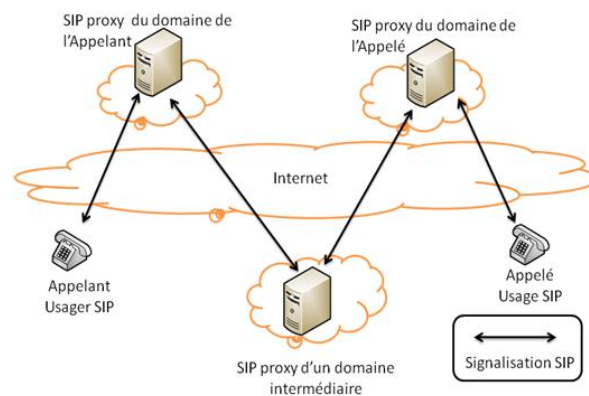 SIP proxy du domaine de
l'Appelant
SIP proxy du domaine de
l'Appelé
Internet
Appelant
Usager SIP
Appelé
Usage SIP
SIP proxy d'un domaine
intermédiaire
Signalisation SIP